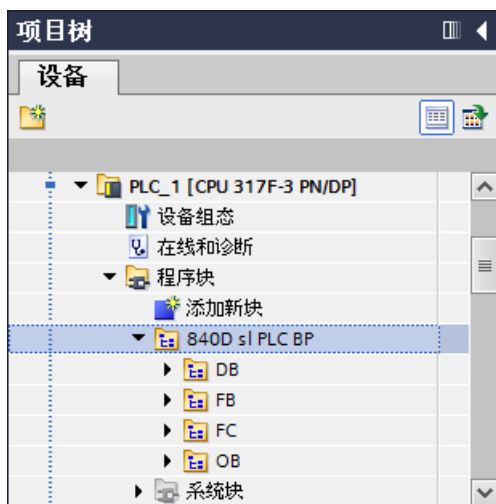 项目树
设备
PLC_1 [CPU 317F-3 PN/DP]
设备组态
在线和诊断
程序块
添加新块
840D sl PLC BP
DB
FB
FC
OB
系统块